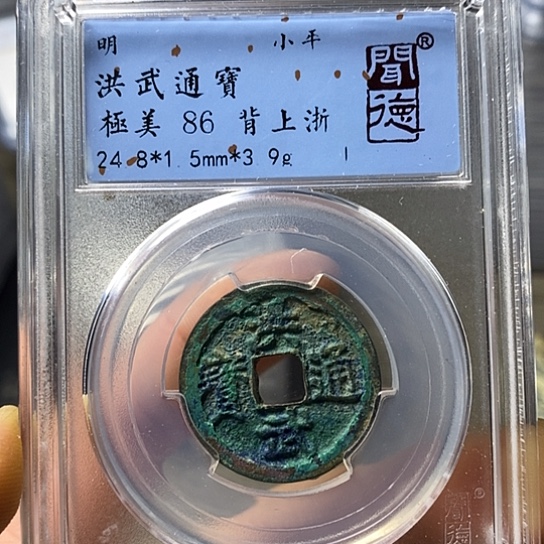 明 小平
洪武通寶
極美 86 背上浙
24.8*1.5mm*3.9g
聞德®
洪武通寶